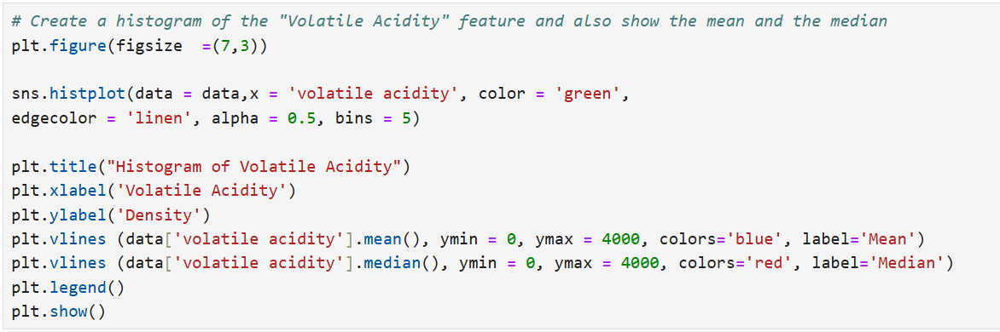 # Create a histogram of the "Volatile Acidity" feature and also show the mean and the median
plt.figure(figsize  =(7,3))
sns.histplot(data = data,x = 'volatile acidity', color = 'green',
edgecolor = 'linen', alpha = 0.5, bins = 5)
plt.title("Histogram of Volatile Acidity")
plt.xlabel('Volatile Acidity')
plt.ylabel('Density')
plt.vlines (data['volatile acidity'].mean(), ymin = 0, ymax = 4000, colors='blue', label='Mean')
plt.vlines (data['volatile acidity'].median(), ymin = 0, ymax = 4000, colors='red', label='Median')
plt.legend()
plt.show()